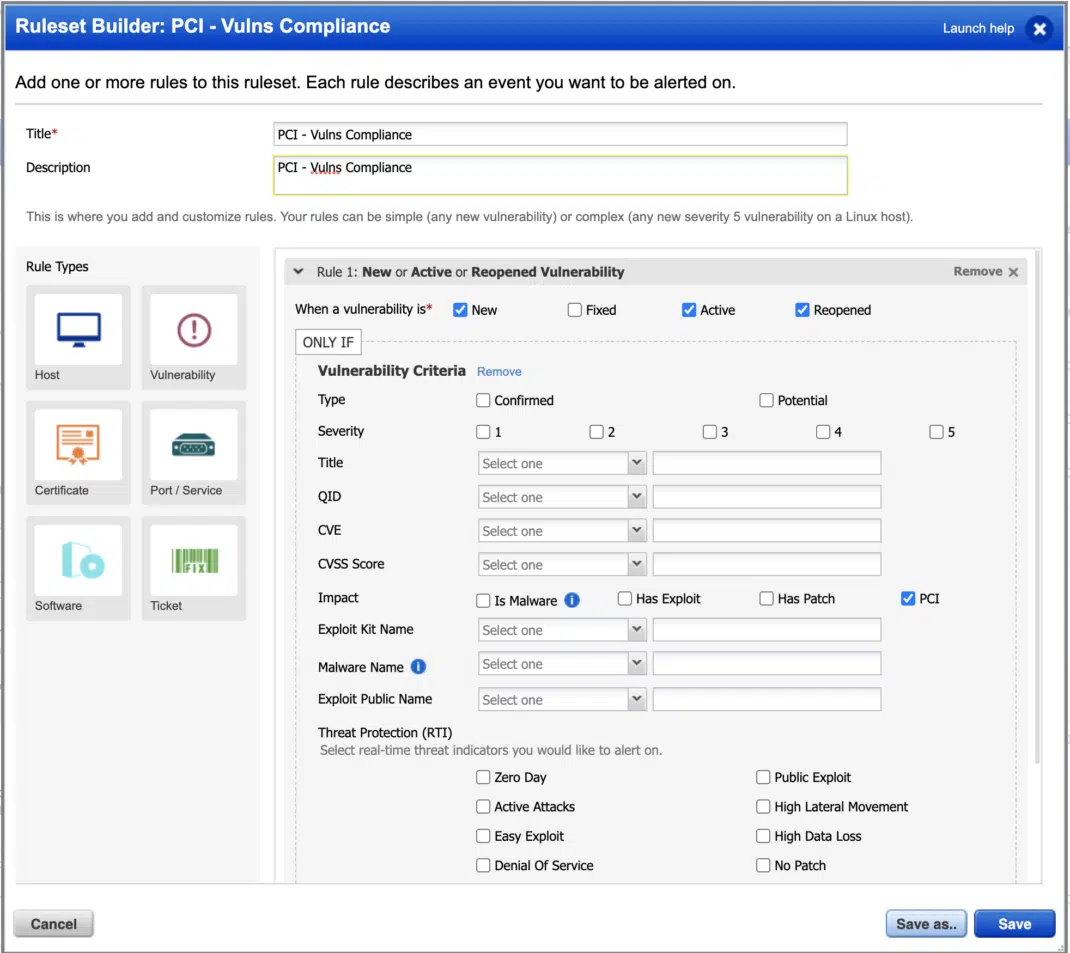 Ruleset Builder: PCI - Vulns Compliance
Launch help
Add one or more rules to this ruleset. Each rule describes an event you want to be alerted on.
Title* PCI - Vulns Compliance
Description PCI - Vulns Compliance
This is where you add and customize rules. Your rules can be simple (any new vulnerability) or complex (any new severity 5 vulnerability on a Linux host).
Rule Types
Host Vulnerability
Certificate Port / Service
FIX
Software Ticket
Rule 1: New or Active or Reopened Vulnerability Remove
When a vulnerability is* New Fixed Active Reopened
ONLY IF
Vulnerability Criteria Remove
Type Confirmed Potential
Severity 1 2 3 4 5
Title Select one
QID Select one
CVE Select one
CVSS Score Select one
Impact Is Malware i Has Exploit Has Patch PCI
Exploit Kit Name Select one
Malware Name i Select one
Exploit Public Name Select one
Threat Protection (RTI)
Select real-time threat indicators you would like to alert on.
Zero Day Public Exploit
Active Attacks High Lateral Movement
Easy Exploit High Data Loss
Denial Of Service No Patch
Cancel Save as.. Save